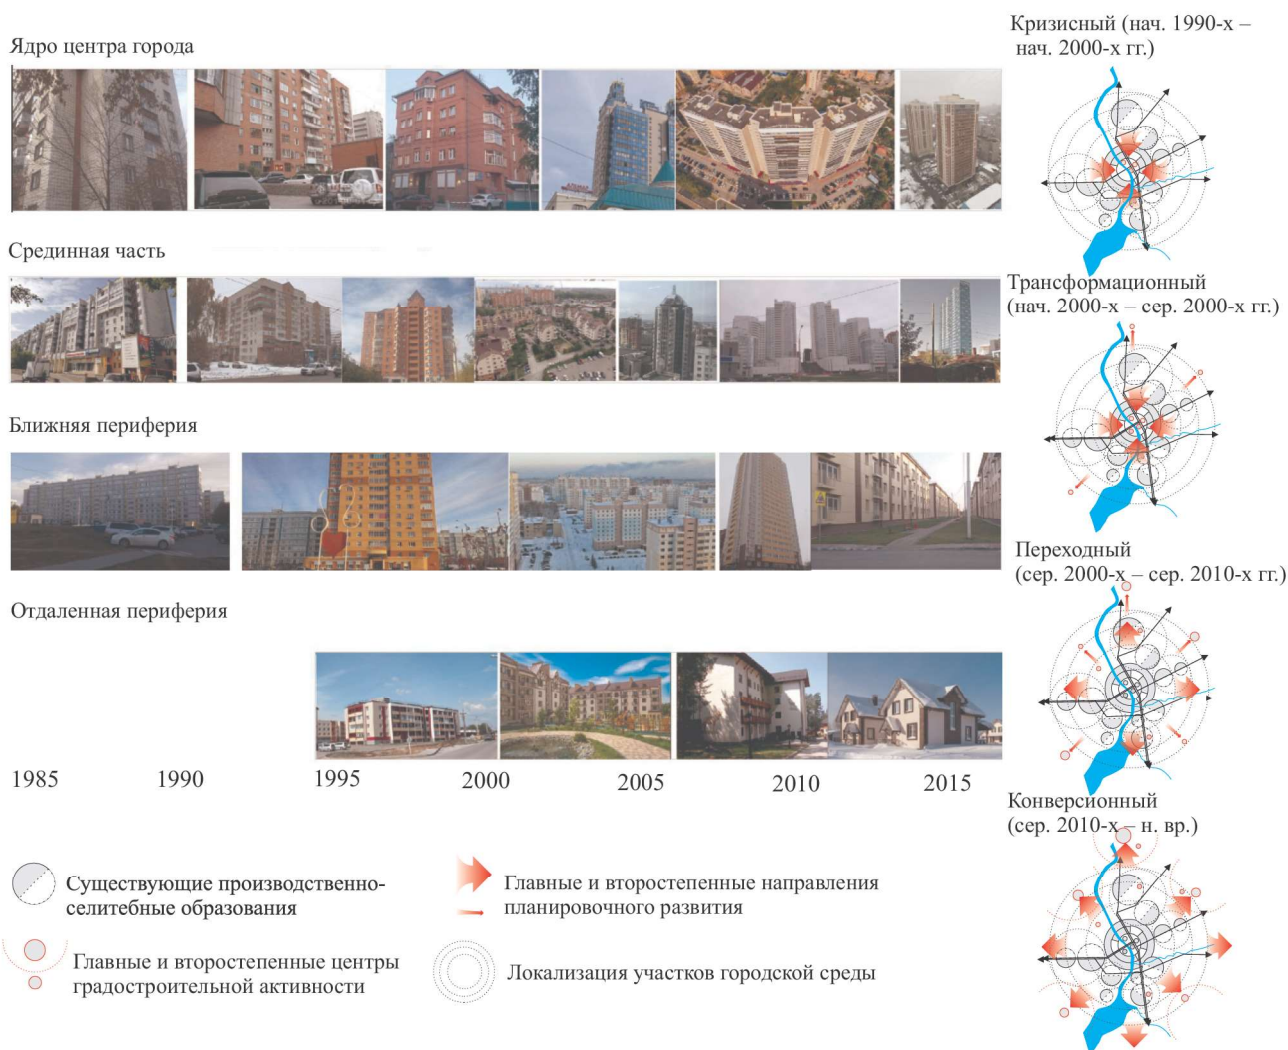 Ядро центра города
Срединная часть
Ближняя периферия
Отдаленная периферия
1985 1990 1995 2000 2005 2010 2015
Существующие производственно-
селитебные образования
Главные и второстепенные центры
градостроительной активности
Главные и второстепенные направления
планировочного развития
Локализация участков городской среды
Кризисный (нач. 1990-х –
нач. 2000-х гг.)
Трансформационный
(нач. 2000-х – сер. 2000-х гг.)
Переходный
(сер. 2000-х – сер. 2010-х гг.)
Конверсионный
(сер. 2010-х – н. вр.)